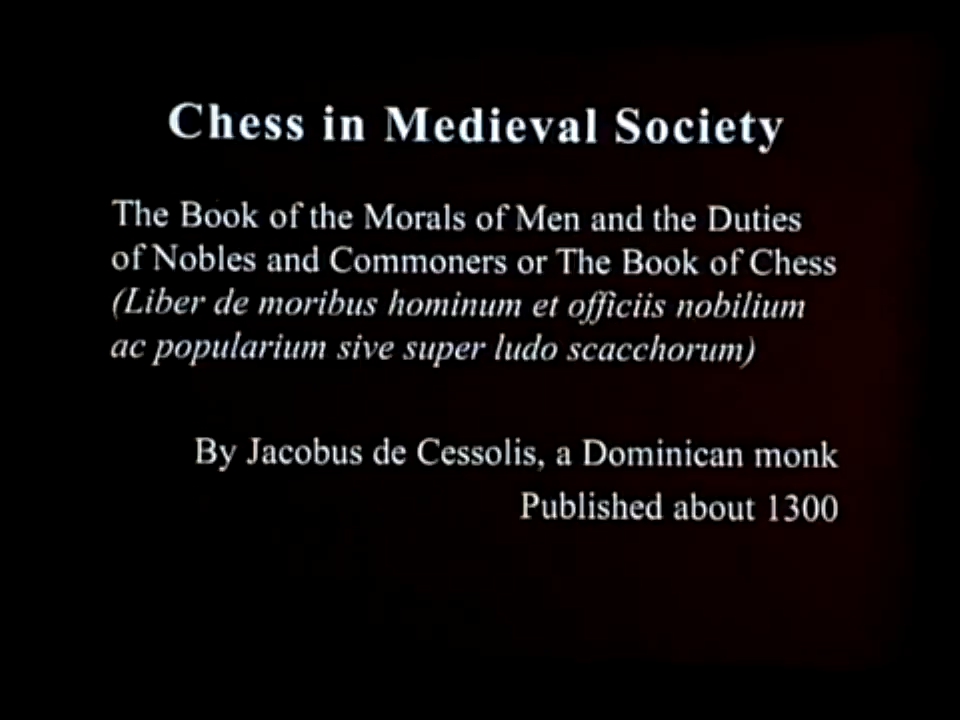 Chess in Medieval Society
The Book of the Morals of Men and the Duties
of Nobles and Commoners or The Book of Chess
(Liber de moribus hominum et officiis nobilium
ac popularium sive super ludo scacchorum)
By Jacobus de Cessolis, a Dominican monk
Published about 1300